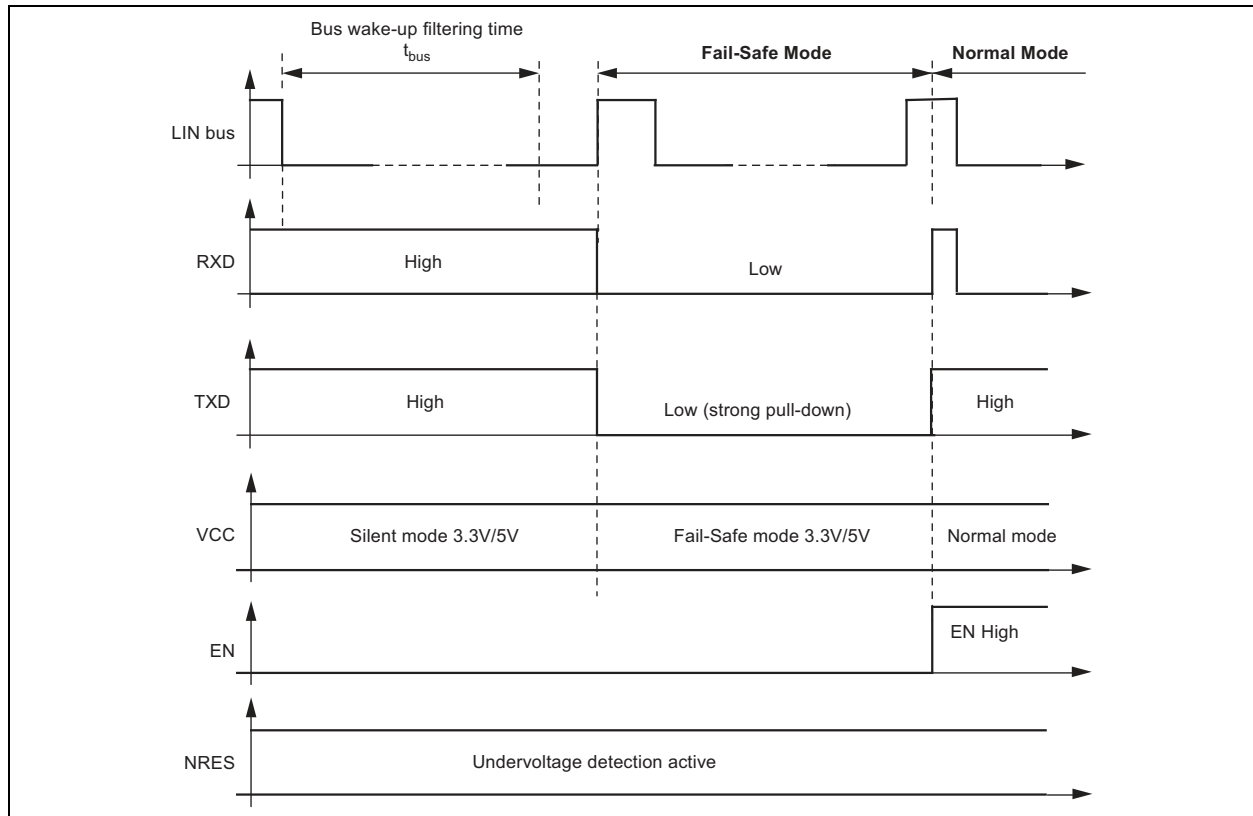 Bus wake-up filtering time
tbus
Fail-Safe Mode
Normal Mode
LIN bus
RXD
High
Low
TXD
High
Low (strong pull-down)
High
VCC
Silent mode 3.3V/5V
Fail-Safe mode 3.3V/5V
Normal mode
EN
EN High
NRES
Undervoltage detection active